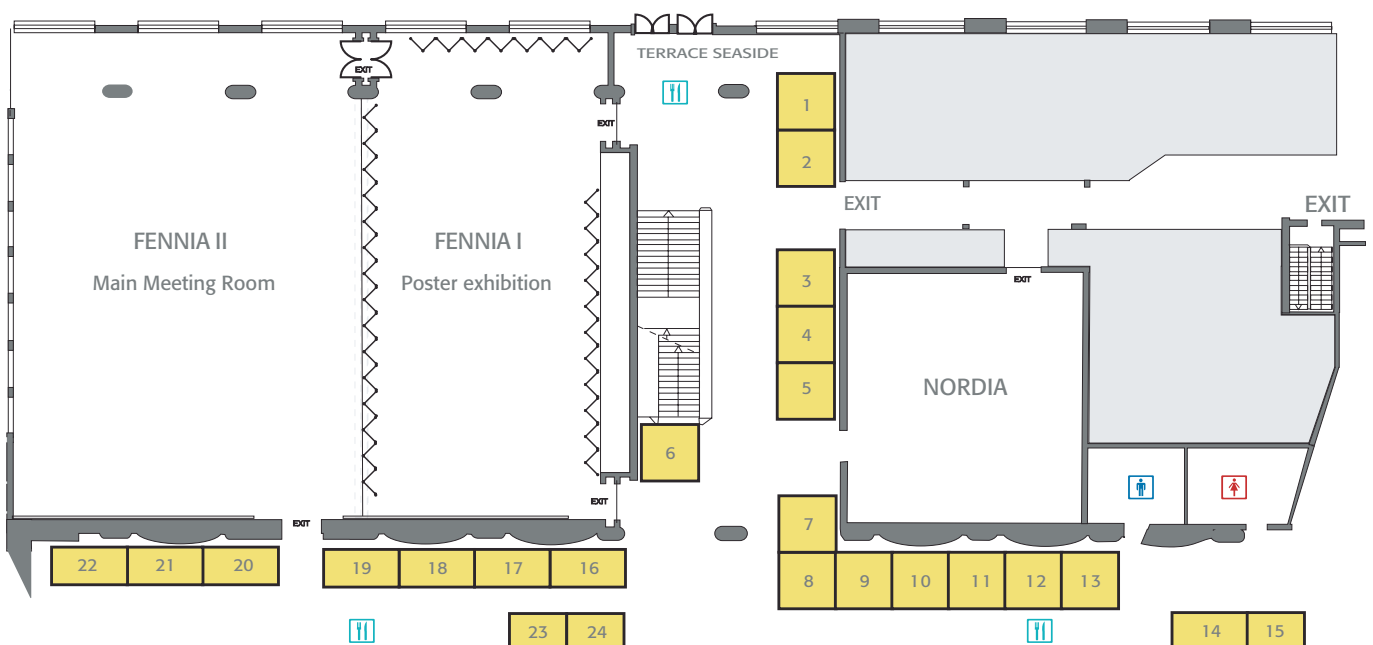 TERRACE SEASIDE
EXIT
1
EXIT
2
EXIT
EXIT
FENNIA II
FENNIA I
Main Meeting Room
Poster exhibition
3
EXIT
4
5
NORDIA
6
EXIT
7
EXIT
22
21
20
19
18
17
16
8
9
10
11
12
13
23
24
14
15